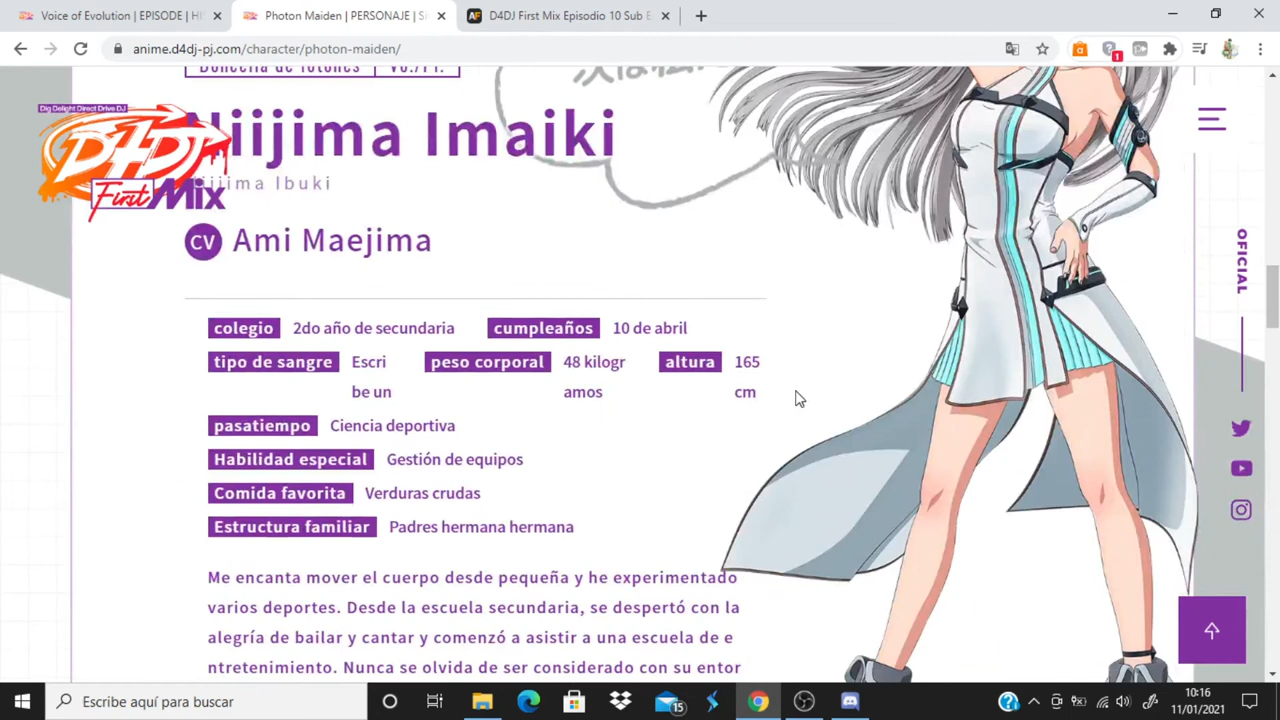 Voice of Evolution | EPISODE | HI
Photon Maiden | PERSONAJE | Si
D4DJ First Mix Episodio 10 Sub E
anime.d4dj-pj.com/character/photon-maiden/
1
Doncella de fotones Vo./Pf.
Dig Delight Direct Drive DJ
D4DJ
First Mix
Niijima Imaiki
Niijima Ibuki
CV Ami Maejima
colegio 2do año de secundaria cumpleaños 10 de abril
tipo de sangre Escri peso corporal 48 kilogr altura 165
be un amos cm
pasatiempo Ciencia deportiva
Habilidad especial Gestión de equipos
Comida favorita Verduras crudas
Estructura familiar Padres hermana hermana
Me encanta mover el cuerpo desde pequeña y he experimentado
varios deportes. Desde la escuela secundaria, se despertó con la
alegría de bailar y cantar y comenzó a asistir a una escuela de e
ntretenimiento. Nunca se olvida de ser considerado con su entor
OFICIAL
Escribe aquí para buscar
15
10:16
11/01/2021